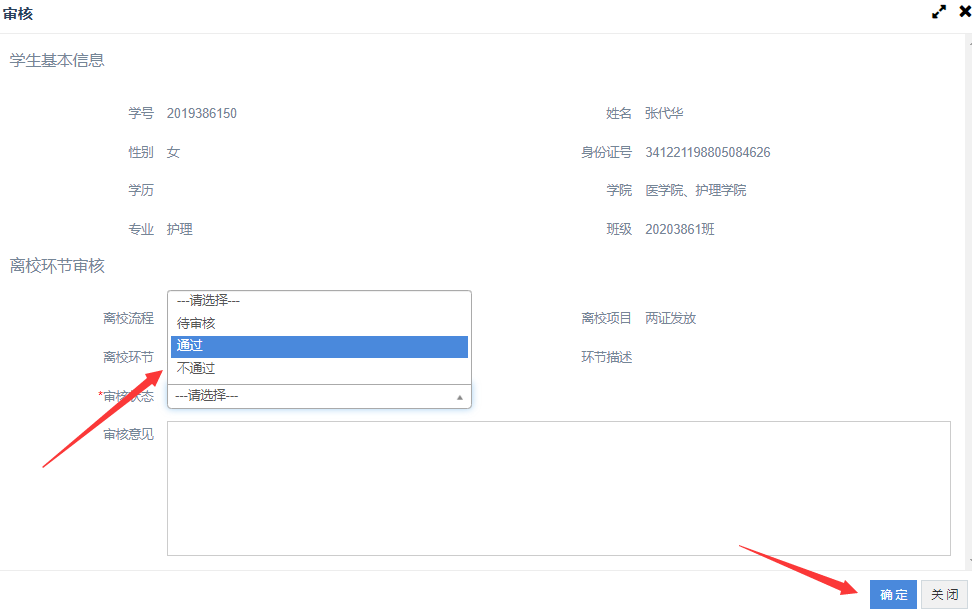 审核
学生基本信息
学号 2019386150 姓名 张代华
性别 女 身份证号 341221198805084626
学历 学院 医学院、护理学院
专业 护理 班级 20203861班
离校环节审核
---请选择---
离校流程 待审核 离校项目 两证发放
通过
离校环节 不通过 环节描述
*审核状态 ---请选择---
审核意见
确定 关闭